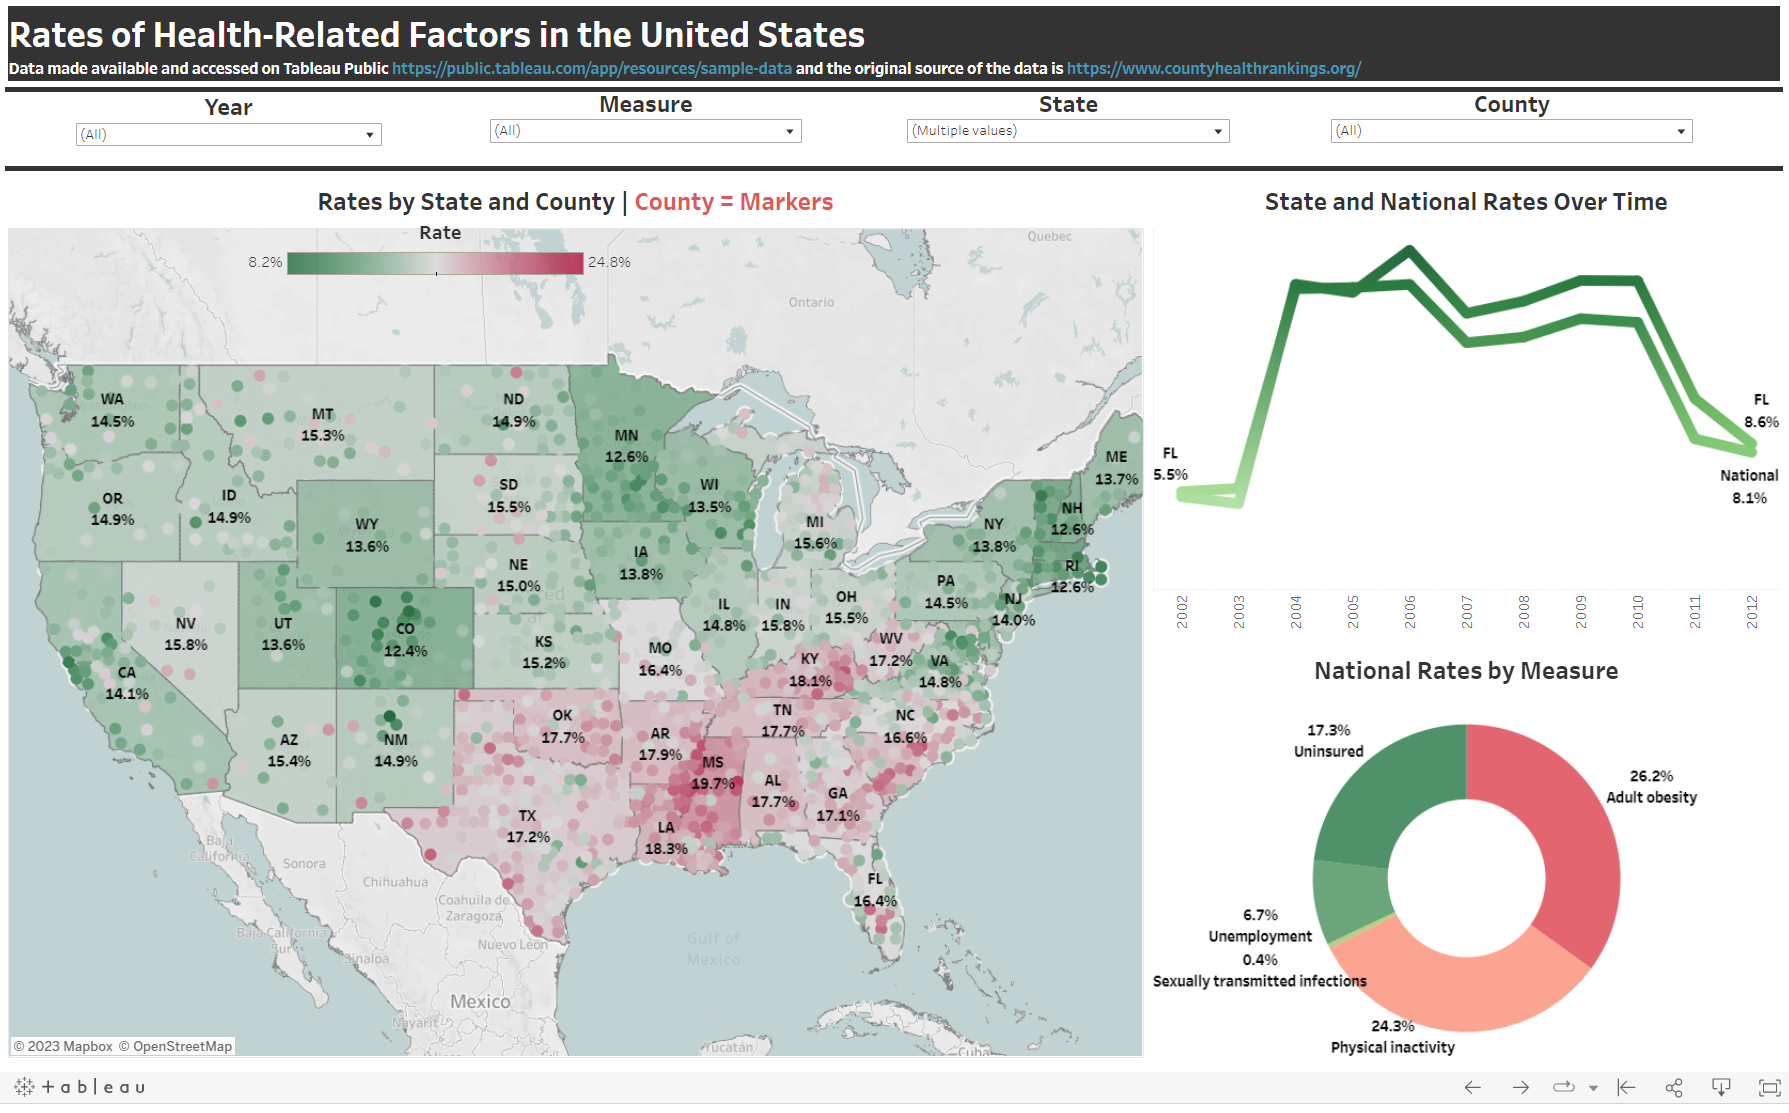 Rates of Health-Related Factors in the United States
Data made available and accessed on Tableau Public https://public.tableau.com/app/resources/sample-data and the original source of the data is https://www.countyhealthrankings.org/
Year
(All)
Measure
(All)
State
(Multiple values)
County
(All)
Rates by State and County | County = Markers
Rate
8.2%
24.8%
Quebec
Ontario
WA
14.5%
MT
15.3%
ND
14.9%
MN
12.6%
ME
13.7%
OR
14.9%
ID
14.9%
SD
15.5%
WI
13.5%
WY
13.6%
MI
15.6%
NY
13.8%
NH
12.6%
NE
15.0%
IA
13.8%
RI
12.6%
PA
14.5%
NJ
14.0%
NV
15.8%
UT
13.6%
CO
12.4%
KS
15.2%
MO
16.4%
IL
14.8%
IN
15.8%
OH
15.5%
WV
17.2%
KY
18.1%
VA
14.8%
CA
14.1%
AZ
15.4%
NM
14.9%
OK
17.7%
AR
17.9%
TN
17.7%
NC
16.6%
MS
19.7%
AL
17.7%
GA
17.1%
TX
17.2%
LA
18.3%
FL
16.4%
Baja
California
Sonora
Chihuahua
Coahuila de
Zaragoza
Baja California
Sur
Sinaloa
Nuevo León
Gulf of
Mexico
Mexico
Nayarit
Yucatán
Cuba
© 2023 Mapbox © OpenStreetMap
State and National Rates Over Time
FL
5.5%
FL
8.6%
National
8.1%
2002
2003
2004
2005
2006
2007
2008
2009
2010
2011
2012
National Rates by Measure
17.3%
Uninsured
26.2%
Adult obesity
6.7%
Unemployment
0.4%
Sexually transmitted infections
24.3%
Physical inactivity
+ a b | e a u